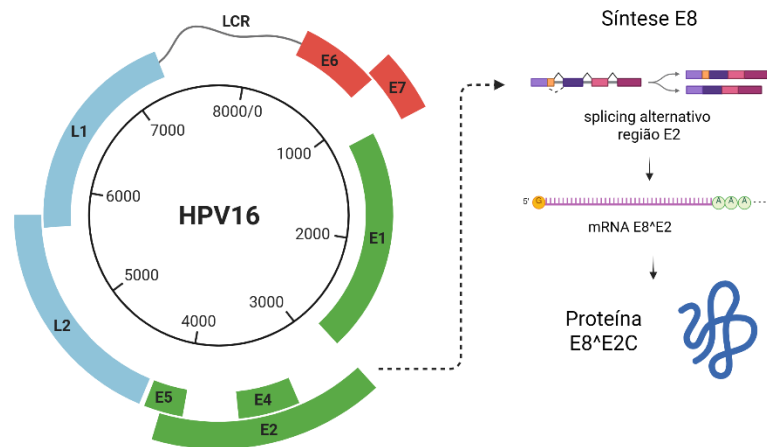 LCR
E6
E7
L1
8000/0
7000
1000
6000
HPV16
2000
E1
5000
3000
4000
L2
E5
E4
E2
Síntese E8
splicing alternativo
região E2
5' G A A A
mRNA E8^E2
Proteína
E8^E2C